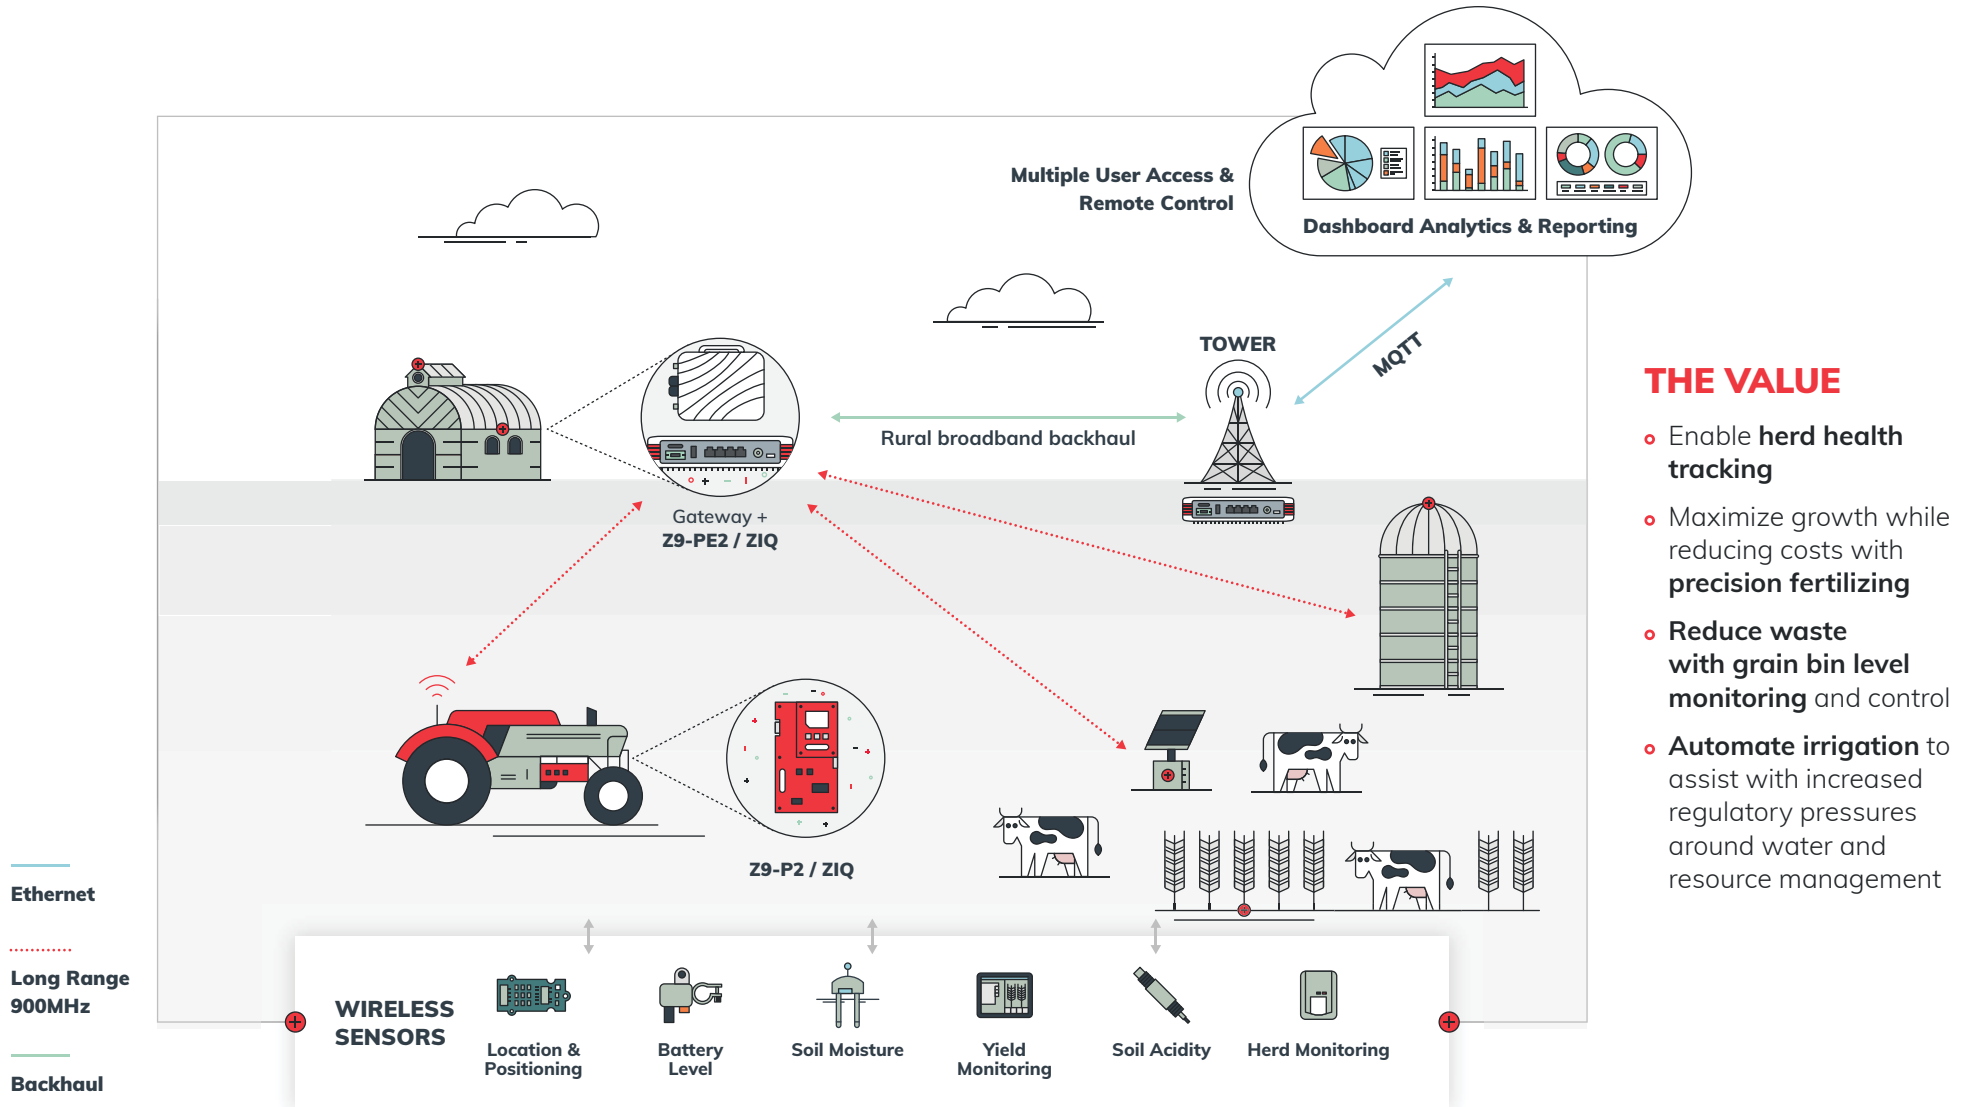 Multiple User Access &
Remote Control
Dashboard Analytics & Reporting
TOWER
MQTT
Rural broadband backhaul
Gateway +
Z9-PE2 / ZIQ
Z9-P2 / ZIQ
THE VALUE
Enable herd health
tracking
Maximize growth while
reducing costs with
precision fertilizing
Reduce waste
with grain bin level
monitoring and control
Automate irrigation to
assist with increased
regulatory pressures
around water and
resource management
Ethernet
Long Range
900MHz
Backhaul
WIRELESS
SENSORS
Location &
Positioning
Battery
Level
Soil Moisture
Yield
Monitoring
Soil Acidity
Herd Monitoring